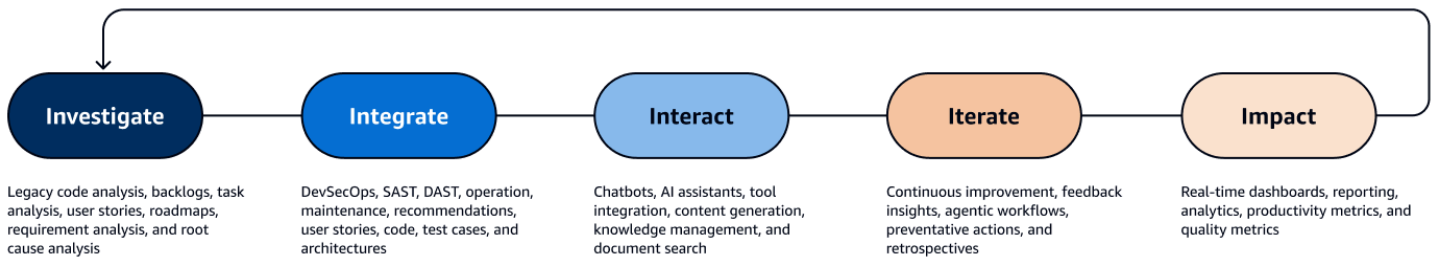 Investigate
Integrate
Interact
Iterate
Impact
Legacy code analysis, backlogs, task
analysis, user stories, roadmaps,
requirement analysis, and root
cause analysis
DevSecOps, SAST, DAST, operation,
maintenance, recommendations,
user stories, code, test cases, and
architectures
Chatbots, AI assistants, tool
integration, content generation,
knowledge management, and
document search
Continuous improvement, feedback
insights, agentic workflows,
preventative actions, and
retrospectives
Real-time dashboards, reporting,
analytics, productivity metrics, and
quality metrics